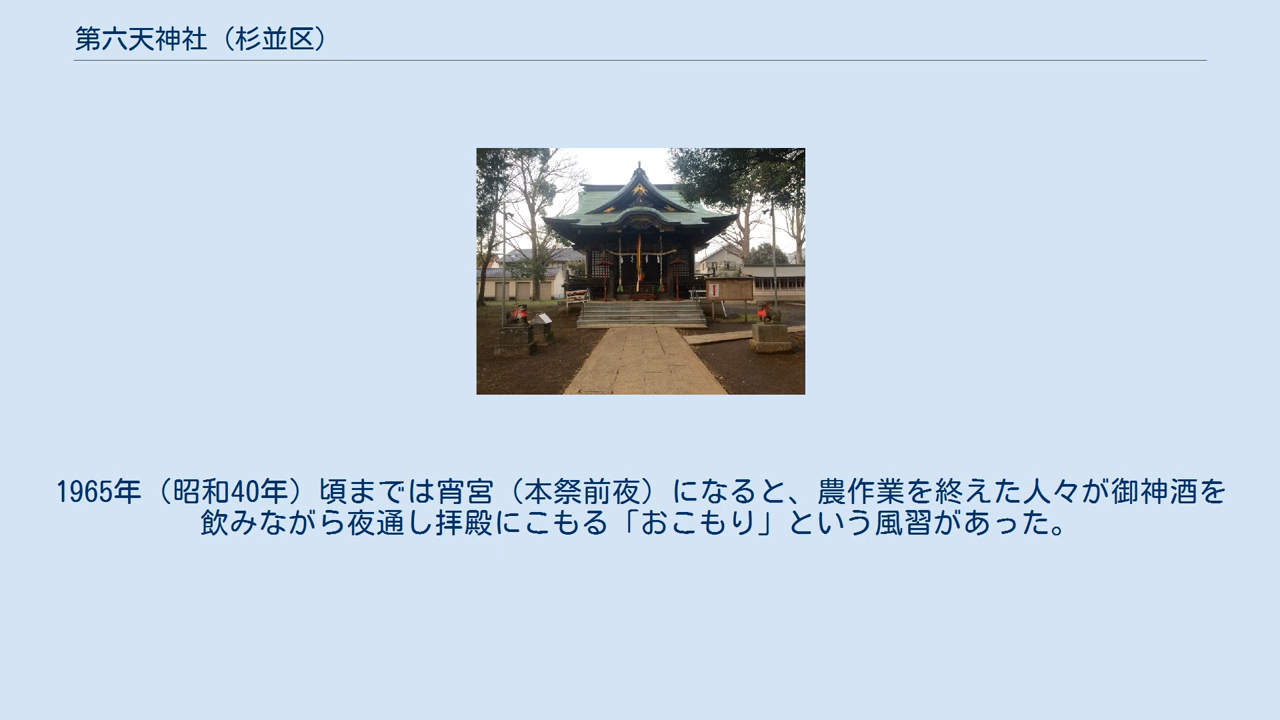 第六天神社（杉並区）
1965年（昭和40年）頃までは宵宮（本祭前夜）になると、農作業を終えた人々が御神酒を
飲みながら夜通し拝殿にこもる「おこもり」という風習があった。